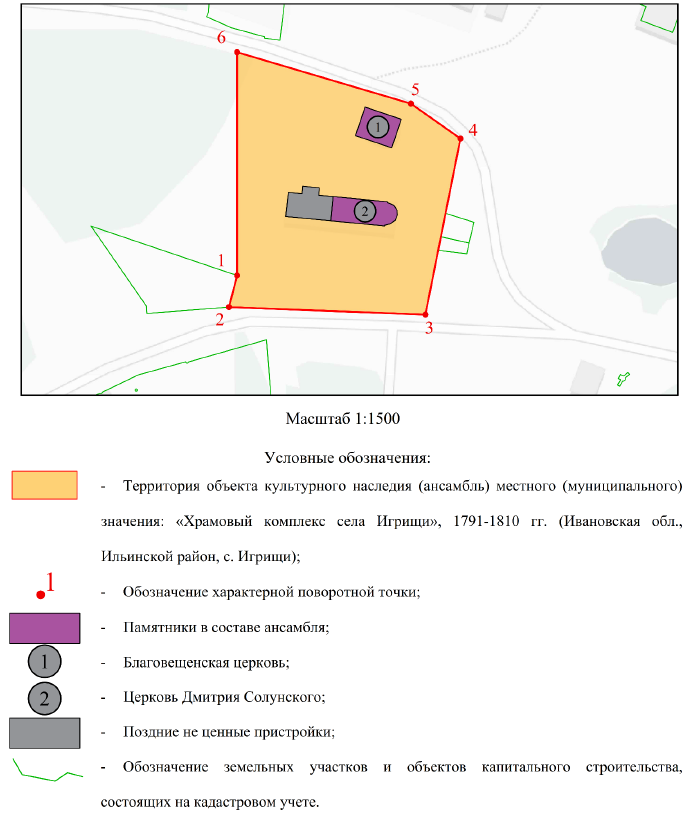 6
5
1
4
2
1
2
3
Масштаб 1:1500
Условные обозначения:
- Территория объекта культурного наследия (ансамбль) местного (муниципального)
значения: «Храмовый комплекс села Игрищи», 1791-1810 гг. (Ивановская обл.,
Ильинской район, с. Игрищи);
1 - Обозначение характерной поворотной точки;
- Памятники в составе ансамбля;
1 - Благовещенская церковь;
2 - Церковь Дмитрия Солунского;
- Поздние не ценные пристройки;
- Обозначение земельных участков и объектов капитального строительства,
состоящих на кадастровом учете.